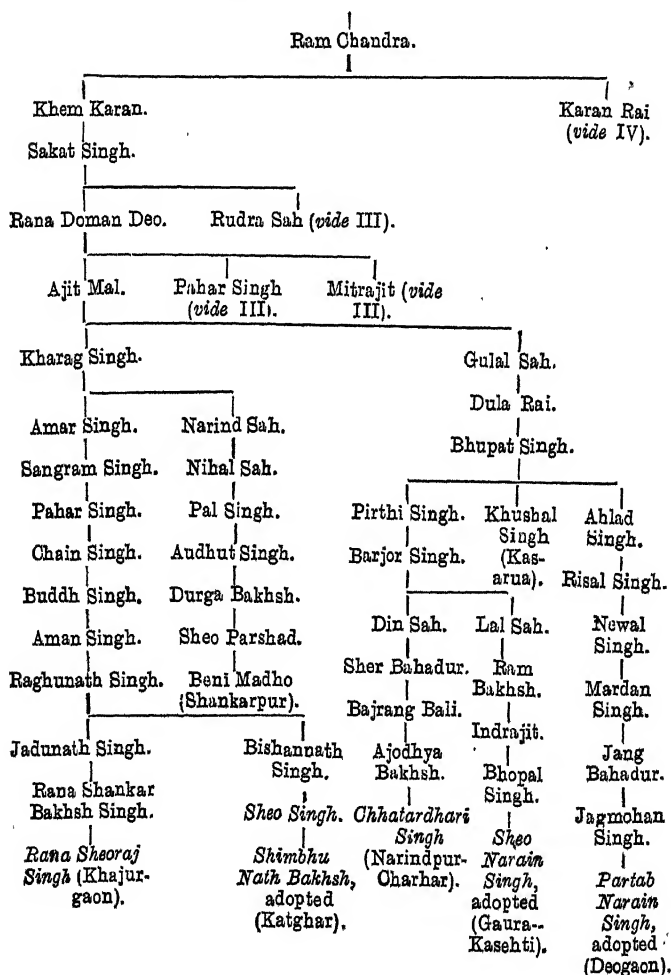 Ram Chandra.
Khem Karan.
Karan Rai
(vide IV).
Sakat Singh.
Rana Doman Deo.
Rudra Sah (vide III).
Ajit Mal.
Pahar Singh
(vide III).
Mitrajit (vide
III).
Kharag Singh.
Gulal Sah.
Dula Rai.
Bhupat Singh.
Amar Singh.
Narind Sah.
Sangram Singh.
Nihal Sah.
Pahar Singh.
Pal Singh.
Chain Singh.
Audhut Singh.
Buddh Singh.
Durga Bakhsh.
Aman Singh.
Sheo Parshad.
Raghunath Singh.
Beni Madho
(Shankarpur).
Jadunath Singh.
Bishannath
Singh.
Rana Shankar
Bakhsh Singh.
Sheo Singh.
Rana Sheoraj
Singh (Khajur-
gaon).
Shimbhu
Nath Bakhsh,
adopted
(Katghar).
Pirthi Singh.
Khushal
Singh
(Kas-
arua).
Ahlad
Singh.
Barjor Singh.
Risal Singh.
Din Sah.
Lal Sah.
Newal
Singh.
Sher Bahadur.
Ram
Bakhsh.
Mardan
Singh.
Bajrang Bali.
Indrajit.
Jang
Bahadur.
Ajodhya
Bakhsh.
Bhopal
Singh.
Jagmohan
Singh.
Chhatardhari
Singh
(Narindpur-
Charhar).
Sheo
Narain
Singh,
adopted
(Gaura--
Kasehti).
Partab
Narain
Singh,
adopted
(Deogaon).